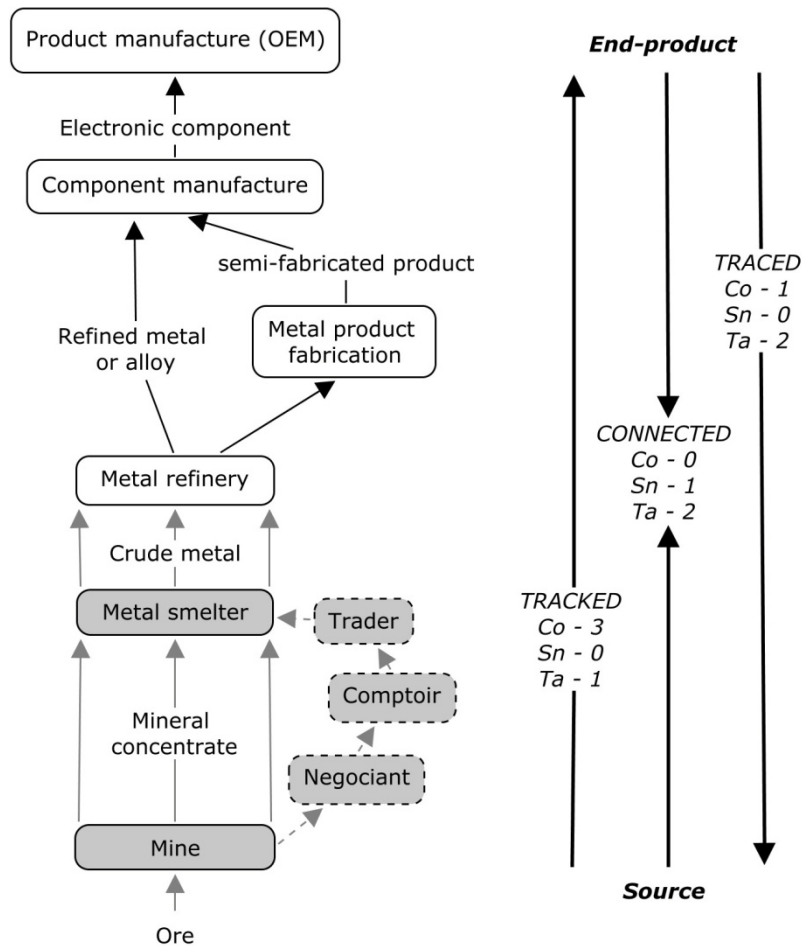 Product manufacture (OEM)
Electronic component
Component manufacture
semi-fabricated product
Refined metal
or alloy
Metal product
fabrication
Metal refinery
Crude metal
Metal smelter
Trader
Comptoir
Mineral
concentrate
Negociant
Mine
Ore
End-product
TRACED
Co - 1
Sn - 0
Ta - 2
CONNECTED
Co - 0
Sn - 1
Ta - 2
TRACKED
Co - 3
Sn - 0
Ta - 1
Source